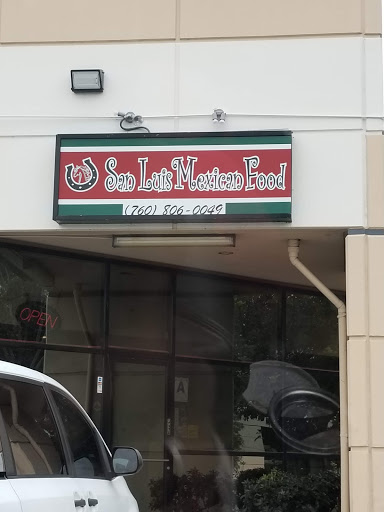 San Luis Mexican Food
(760) 806-0049
OPEN
A